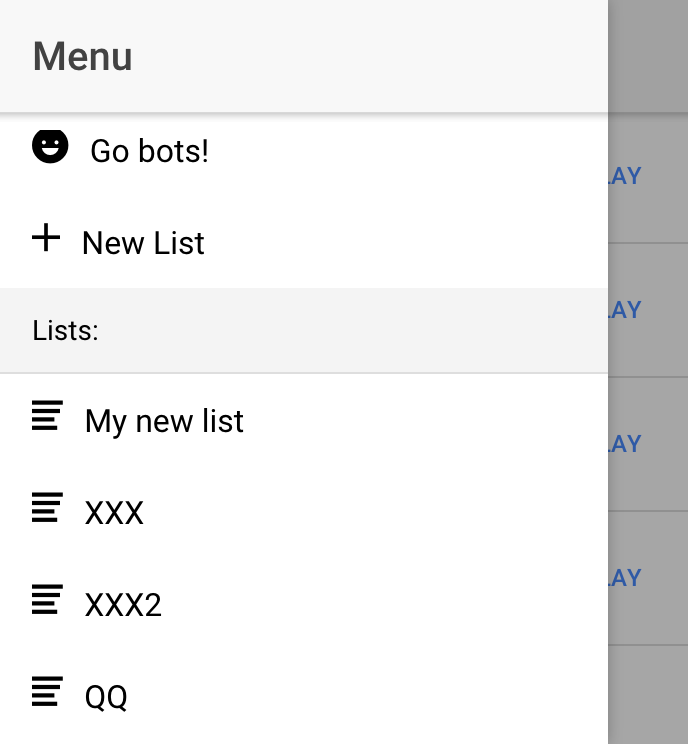 Menu
Go bots!
LAY
New List
LAY
Lists:
My new list
LAY
XXX
LAY
XXX2
QQ